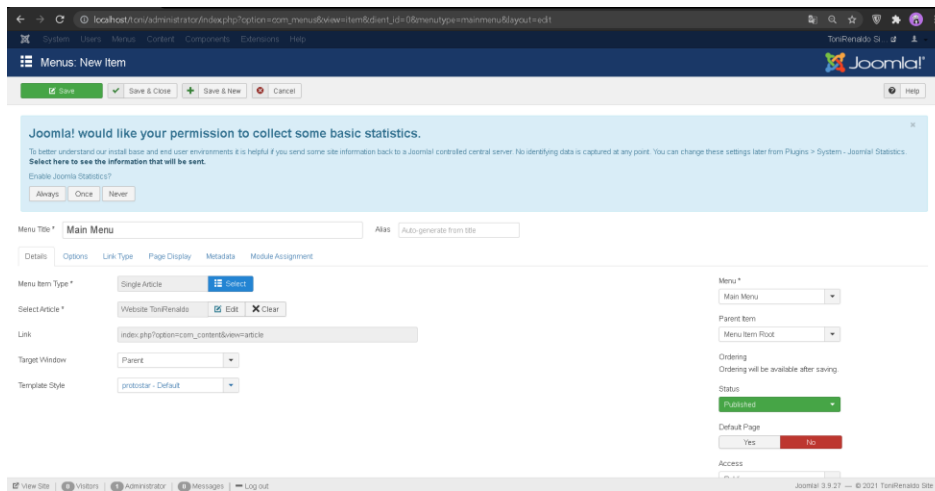 localhost/toni/administrator/index.php?option=com_menus&view=item&client_id=0&menutype=mainmenu&layout=edit
System Users Menus Content Components Extensions Help ToniRenaldo Si..
Menus: New Item Joomla!
Save Save & Close Save & New Cancel Help
Joomla! would like your permission to collect some basic statistics. ×
To better understand our install base and end user environments it is helpful if you send some site information back to a Joomla! controlled central server. No identifying data is captured at any point. You can change these settings later from Plugins > System - Joomla! Statistics.
Select here to see the information that will be sent.
Enable Joomla Statistics?
Always Once Never
Menu Title * Main Menu Alias Auto-generate from title
Details Options Link Type Page Display Metadata Module Assignment
Menu Item Type * Single Article Select
Select Article * Website ToniRenaldo Edit Clear
Link index.php?option=com_content&view=article
Target Window Parent
Template Style protostar - Default
Menu *
Main Menu
Parent Item
Menu Item Root
Ordering
Ordering will be available after saving.
Status
Published
Default Page
Yes No
Access
View Site 0 Visitors 1 Administrator 0 Messages Log out Joomla! 3.9.27 — © 2021 ToniRenaldo Site